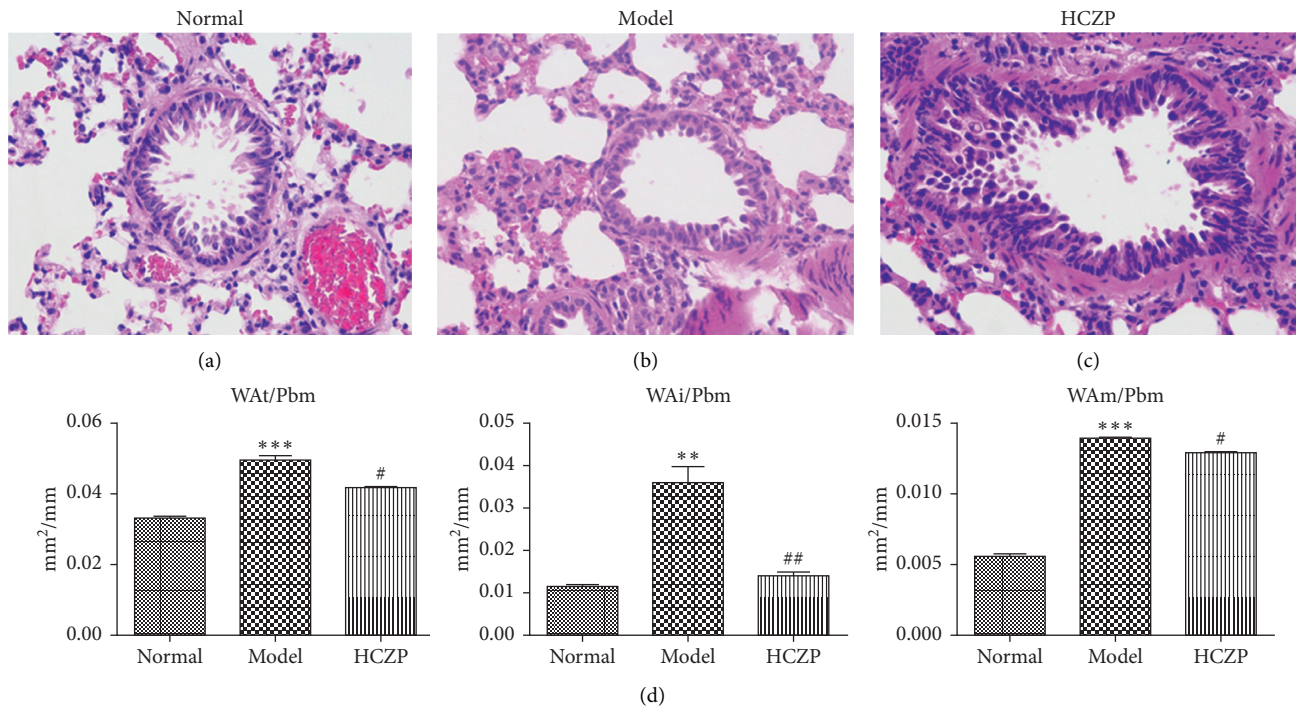 Normal
Model
HCZP
(a)
(b)
(c)
WAt/Pbm
mm²/mm
0.06
0.04
0.02
0.00
***
#
Normal
Model
HCZP
WAi/Pbm
mm²/mm
0.05
0.04
0.03
0.02
0.01
0.00
**
##
Normal
Model
HCZP
WAm/Pbm
mm²/mm
0.015
0.010
0.005
0.000
***
#
Normal
Model
HCZP
(d)